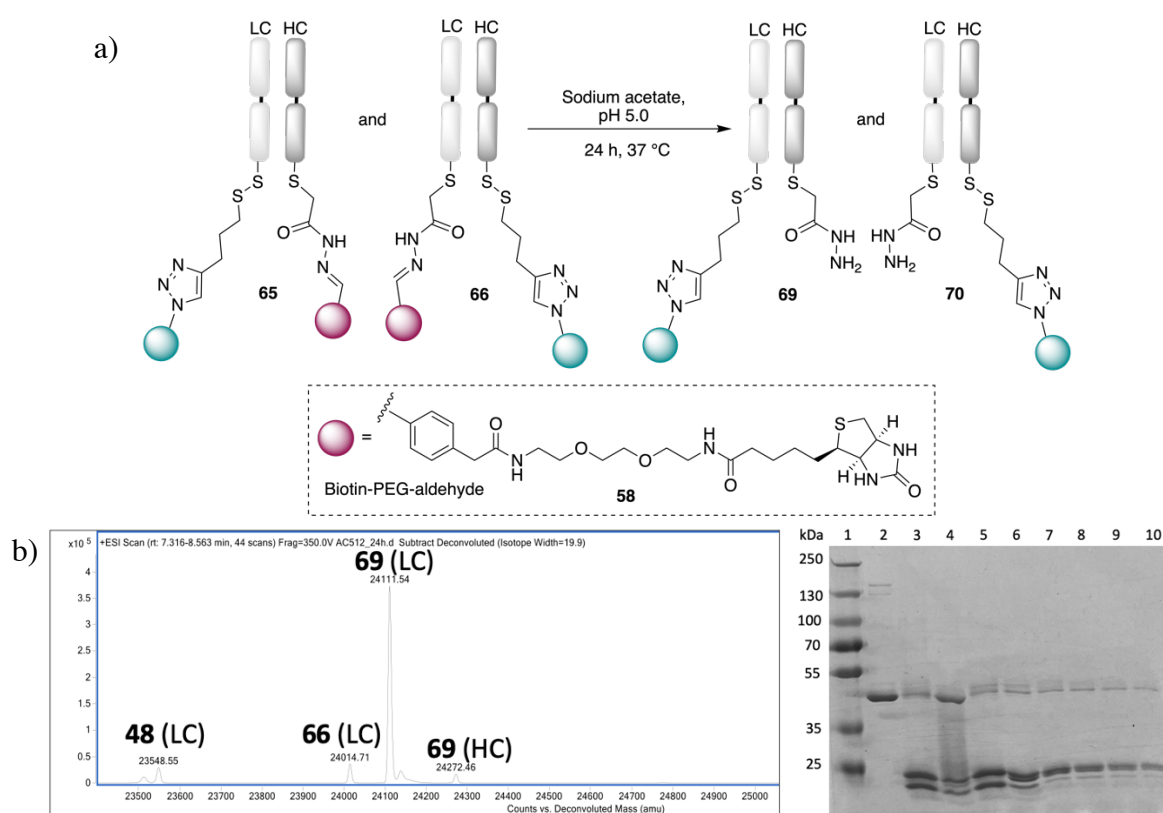 a)
LC HC
LC HC
LC HC
LC HC
and
Sodium acetate,
pH 5.0
24 h, 37 °C
and
S S S
S S S
S S S
S S S
O NH
N
HN O
N
O NH
NH2
HN O
NH2
N N
N
65
66
N N
N
N N
N
69
70
N N
N
=
O
N
H
O
O
H
N
O
S
H
H
NH
HN
O
Biotin-PEG-aldehyde
58
b)
+ESI Scan (rt: 7.316-8.563 min, 44 scans) Frag=350.0V AC512_24h.d Subtract Deconvoluted (Isotope Width=19.9)
x10 5
4
3.5
3
2.5
2
1.5
1
0.5
0
69 (LC)
24111.54
48 (LC)
23548.55
66 (LC)
24014.71
69 (HC)
24272.46
23500 23600 23700 23800 23900 24000 24100 24200 24300 24400 24500 24600 24700 24800 24900 25000
Counts vs. Deconvoluted Mass (amu)
kDa 1 2 3 4 5 6 7 8 9 10
250
130
100
70
55
35
25